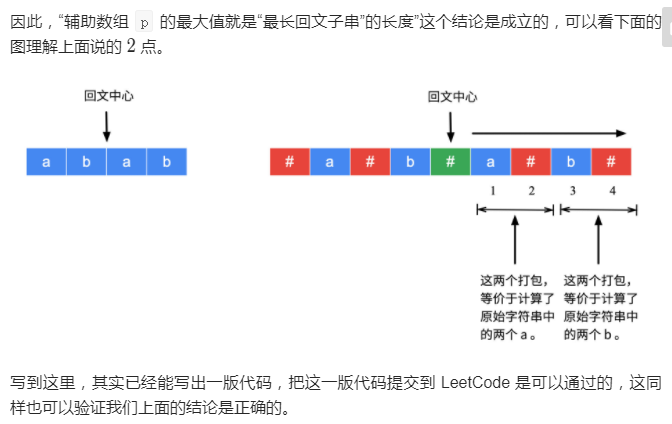 因此，“辅助数组 p 的最大值就是“最长回文子串”的长度”这个结论是成立的，可以看下面的
图理解上面说的 2 点。
回文中心
回文中心
a b a b
# a # b # a # b #
1 2 3 4
这两个打包，
等价于计算了
原始字符串中
的两个 a 。
这两个打包，
等价于计算了
原始字符串中
的两个 b 。
写到这里，其实已经能写出一版代码，把这一版代码提交到 LeetCode 是可以通过的，这同
样也可以验证我们上面的结论是正确的。